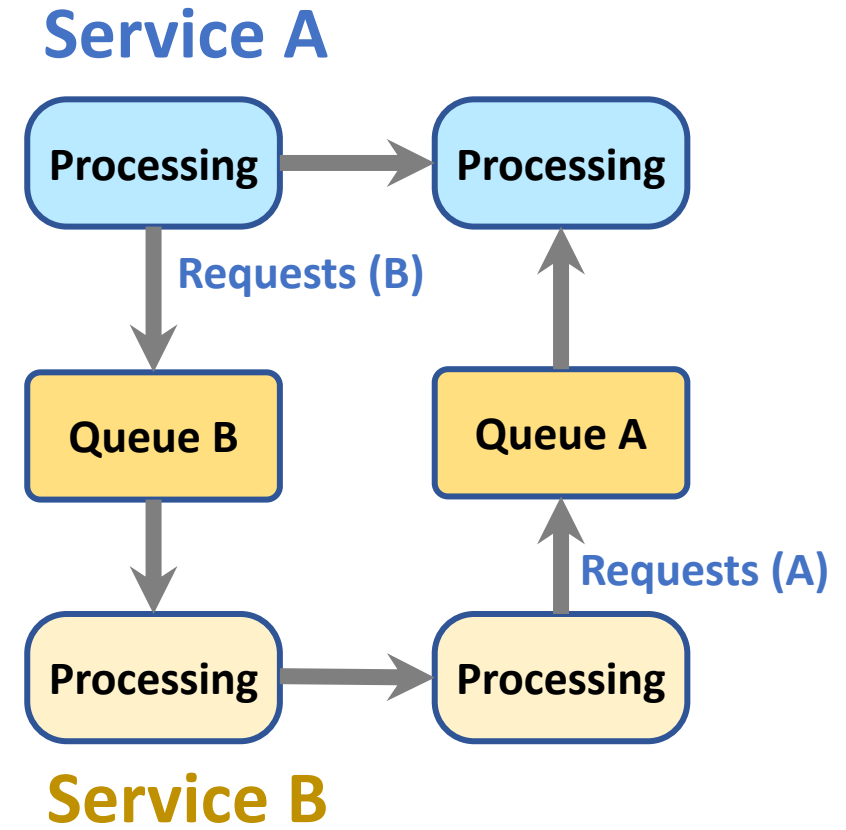 Service A
Processing
Processing
Requests (B)
Queue B
Queue A
Requests (A)
Processing
Processing
Service B